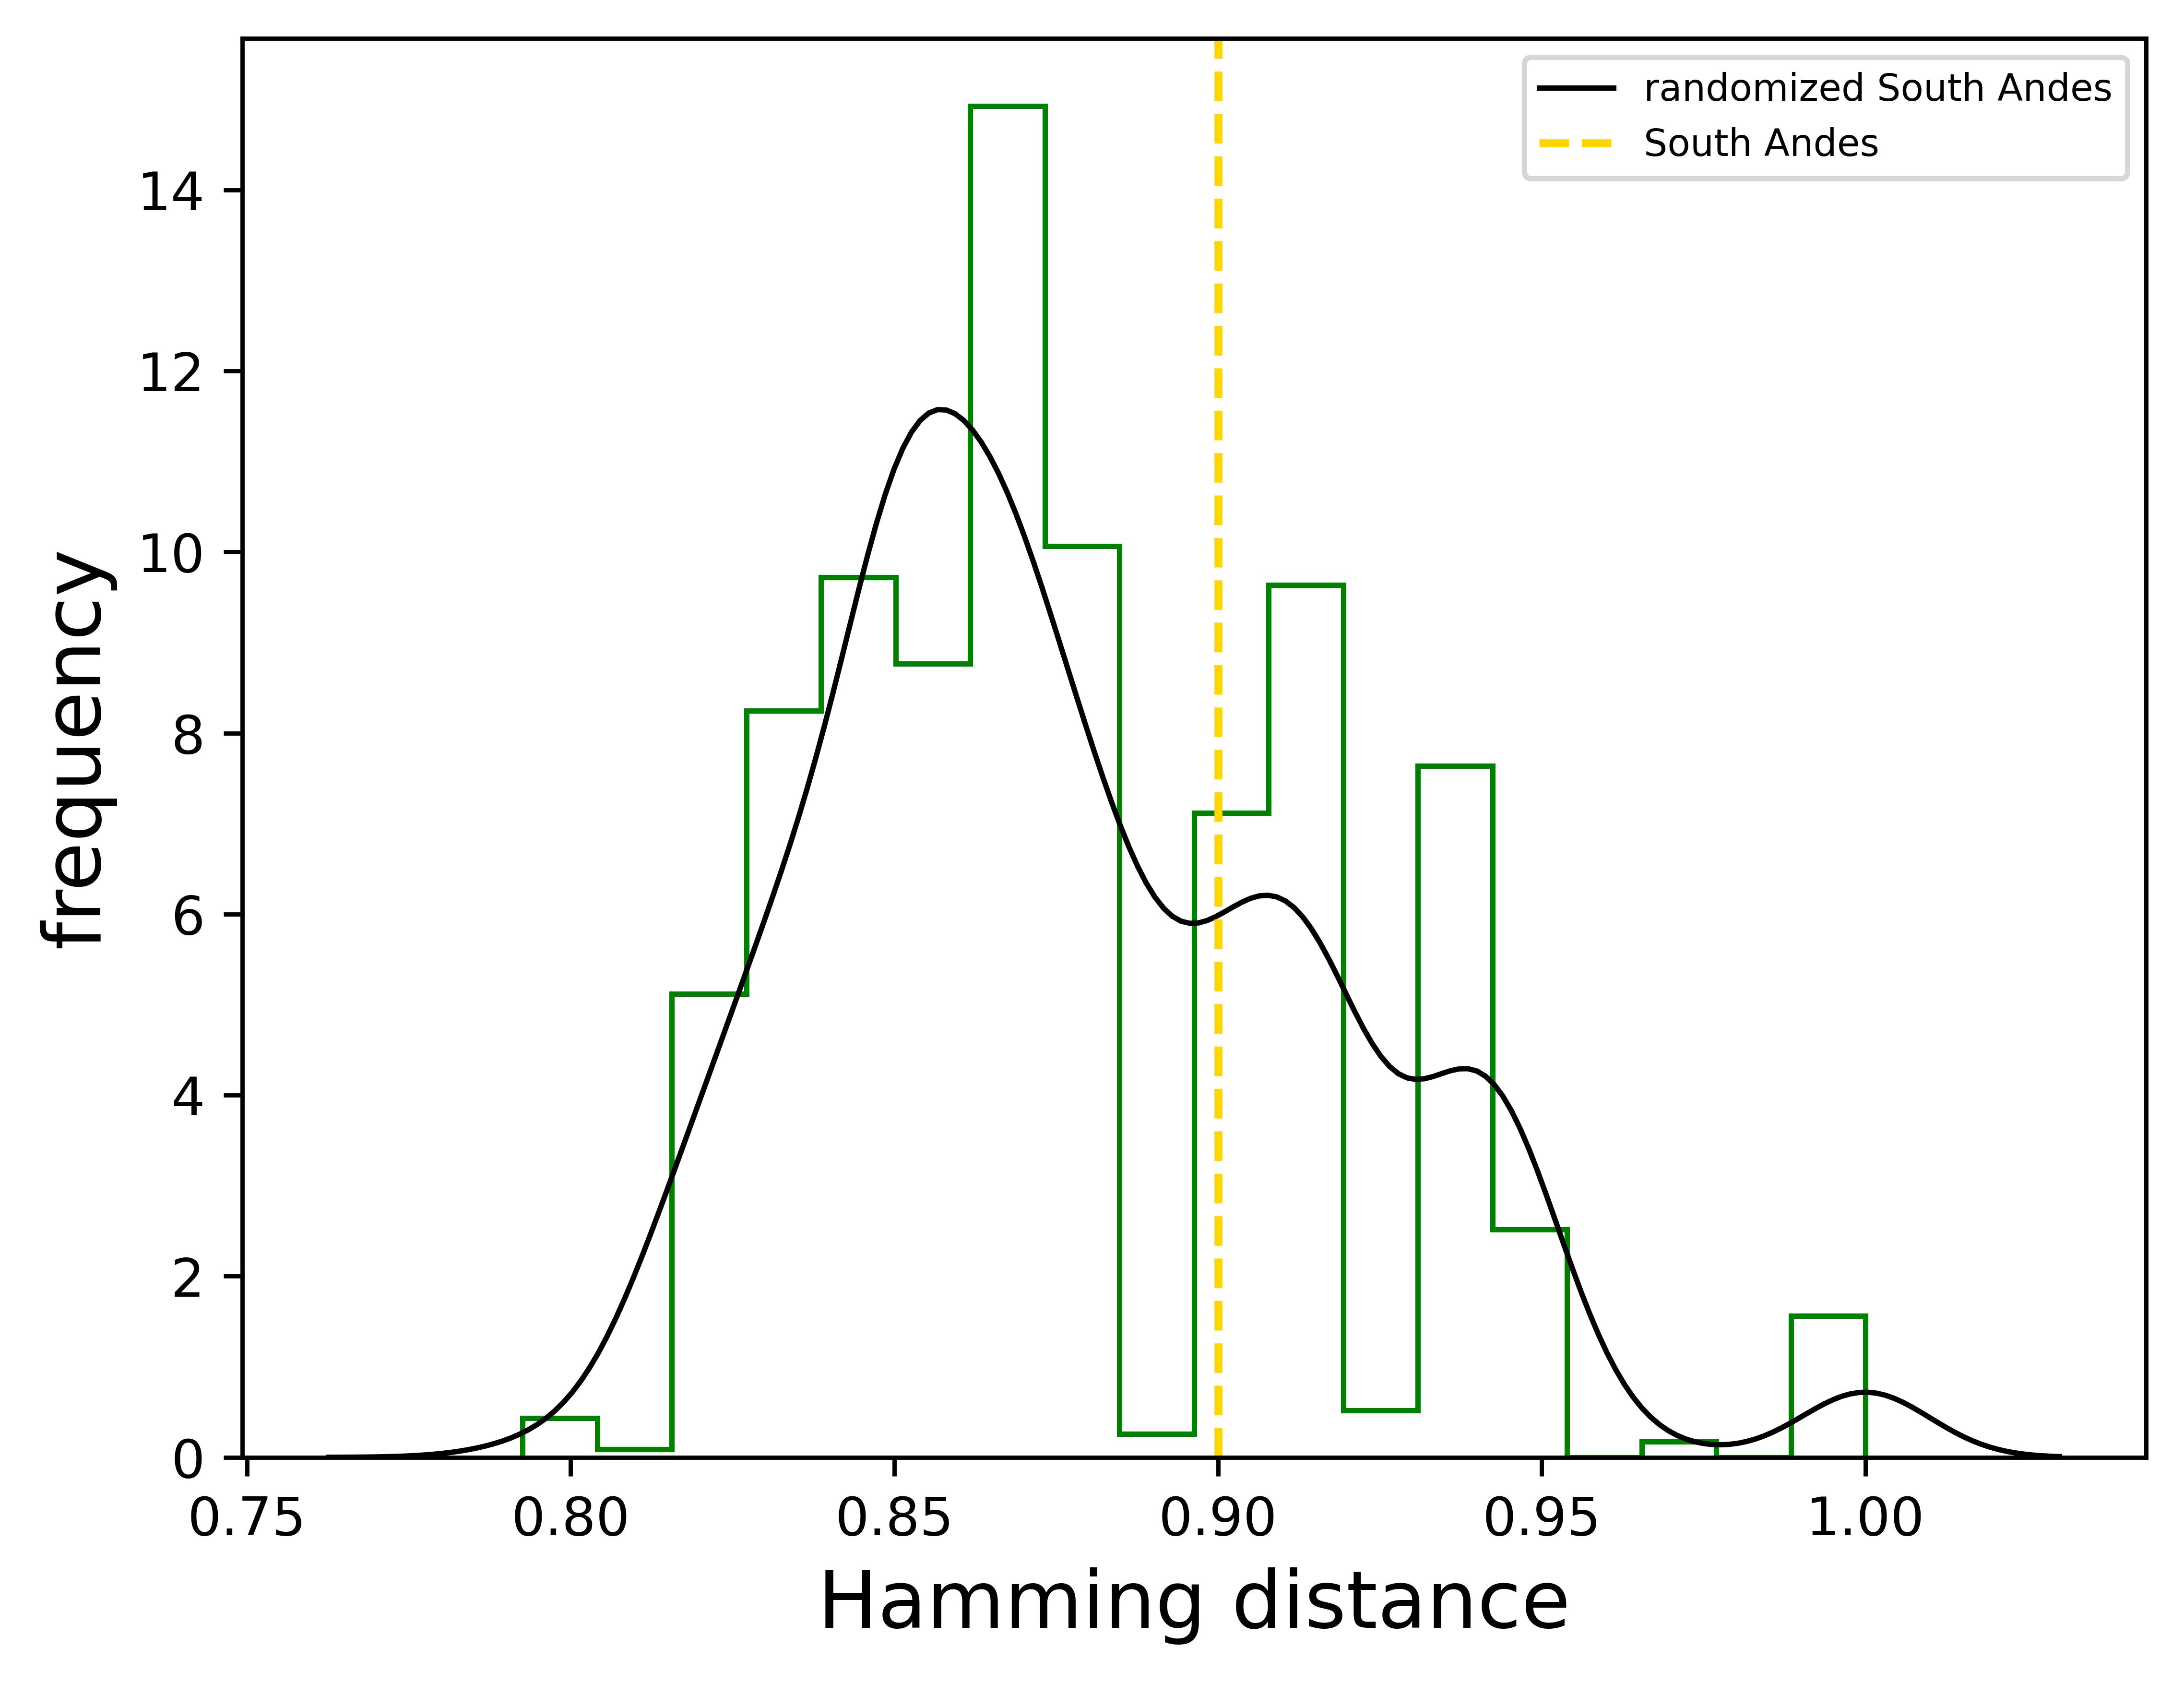 randomized South Andes
South Andes
14
12
10
8
6
4
2
0
frequency
0.75 0.80 0.85 0.90 0.95 1.00
Hamming distance